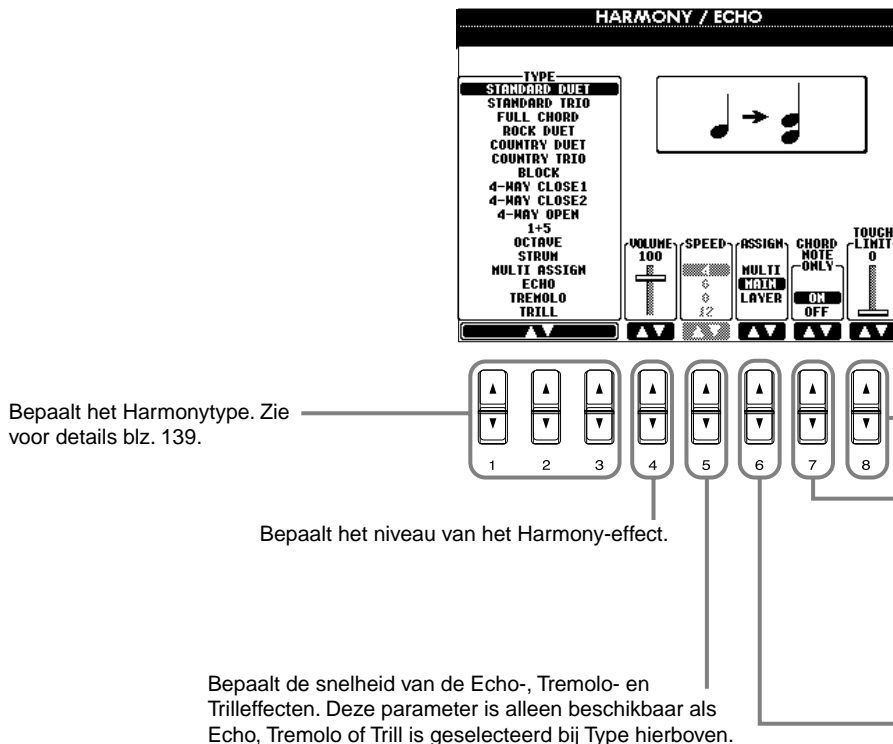 HARMONY / ECHO
TYPE
STANDARD DUET
STANDARD TRIO
FULL CHORD
ROCK DUET
COUNTRY DUET
COUNTRY TRIO
BLOCK
4-WAY CLOSE1
4-WAY CLOSE2
4-WAY OPEN
1+5
OCTAVE
STRUM
MULTI ASSIGN
ECHO
TREMOLO
TRILL
VOLUME
100
SPEED
4
6
8
12
ASSIGN
MULTI
MAIN
LAYER
CHORD
NOTE
ONLY
ON
OFF
TOUCH
LIMIT
0
1 2 3 4 5 6 7 8
Bepaalt het Harmonytype. Zie
voor details blz. 139.
Bepaalt het niveau van het Harmony-effect.
Bepaalt de snelheid van de Echo-, Tremolo- en
Trilleffecten. Deze parameter is alleen beschikbaar als
Echo, Tremolo of Trill is geselecteerd bij Type hierboven.